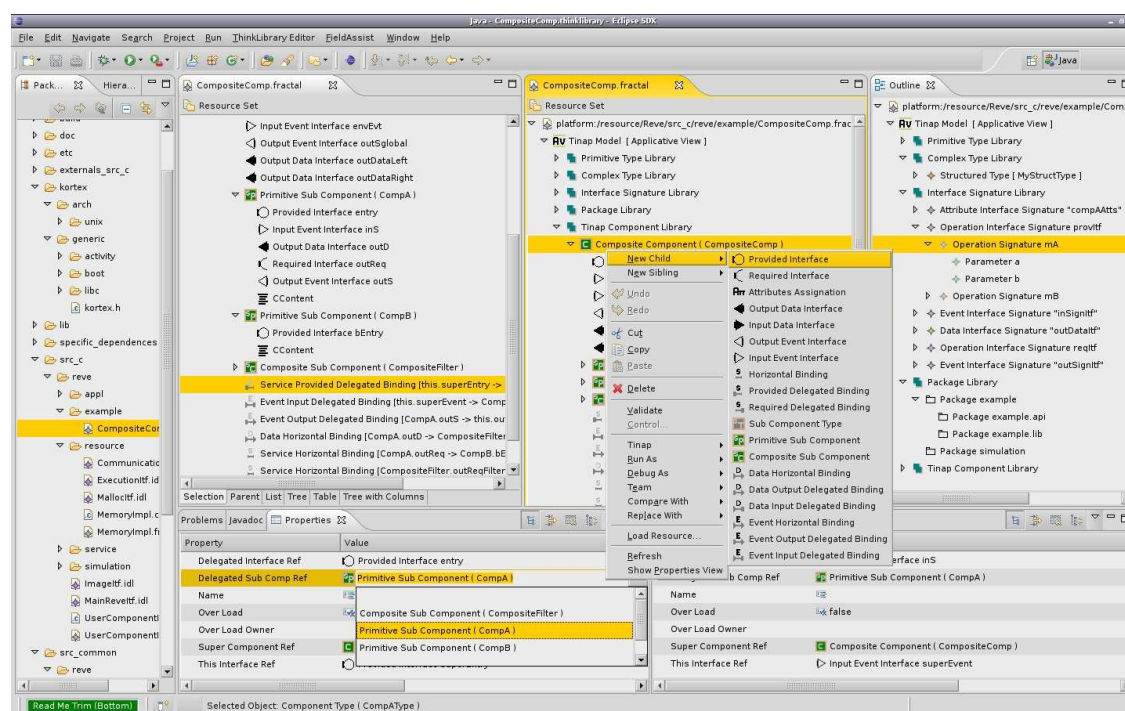 Java - CompositeComp.thinklibrary - Eclipse SDK
File Edit Navigate Search Project Run ThinkLibrary Editor FieldAssist Window Help
Java
Pack... Hiera...
doc
etc
externals_src_c
kortex
arch
unix
generic
activity
boot
libc
kortex.h
lib
specific_dependences
src_c
reve
appl
example
CompositeCor
resource
Communicatic
ExecutionItf.id
MallocItf.idl
MemoryImpl.c
MemoryImpl.fr
service
simulation
ImageItf.idl
MainReveItf.idl
UserComponentI
UserComponentI
src_common
reve
CompositeComp.fractal
Resource Set
Input Event Interface envEvt
Output Event Interface outSglobal
Output Data Interface outDataLeft
Output Data Interface outDataRight
Primitive Sub Component ( CompA )
Provided Interface entry
Input Event Interface inS
Output Data Interface outD
Required Interface outReq
Output Event Interface outS
CContent
Primitive Sub Component ( CompB )
Provided Interface bEntry
CContent
Composite Sub Component ( CompositeFilter )
Service Provided Delegated Binding [this.superEntry ->
Event Input Delegated Binding [this.superEvent -> Comp
Event Output Delegated Binding [CompA.outS -> this.ou
Data Horizontal Binding [CompA.outD -> CompositeFilter
Service Horizontal Binding [CompA.outReq -> CompB.bE
Service Horizontal Binding [CompositeFilter.outReqFilter
Selection Parent List Tree Table Tree with Columns
CompositeComp.fractal
Resource Set
platform:/resource/Reve/src_c/reve/example/CompositeComp.frac
Tinap Model [ Applicative View ]
Primitive Type Library
Complex Type Library
Interface Signature Library
Package Library
Tinap Component Library
Composite Component ( CompositeComp )
New Child
New Sibling
Undo
Redo
Cut
Copy
Paste
Delete
Validate
Control...
Tinap
Run As
Debug As
Team
Compare With
Replace With
Load Resource...
Refresh
Show Properties View
Provided Interface
Required Interface
Attributes Assignation
Output Data Interface
Input Data Interface
Output Event Interface
Input Event Interface
Horizontal Binding
Provided Delegated Binding
Required Delegated Binding
Sub Component Type
Primitive Sub Component
Composite Sub Component
Data Horizontal Binding
Data Output Delegated Binding
Data Input Delegated Binding
Event Horizontal Binding
Event Output Delegated Binding
Event Input Delegated Binding
Outline
platform:/resource/Reve/src_c/reve/example/Com
Tinap Model [ Applicative View ]
Primitive Type Library
Complex Type Library
Structured Type [ MyStructType ]
Interface Signature Library
Attribute Interface Signature "compAAtts"
Operation Interface Signature provItf
Operation Signature mA
Parameter a
Parameter b
Operation Signature mB
Event Interface Signature "inSignItf"
Data Interface Signature "outDataItf"
Operation Interface Signature reqItf
Event Interface Signature "outSignItf"
Package Library
Package example
Package example.api
Package example.lib
Package simulation
Tinap Component Library
Problems Javadoc Properties
Property Value
Delegated Interface Ref Provided Interface entry
Delegated Sub Comp Ref Primitive Sub Component ( CompA )
Name
Over Load Composite Sub Component ( CompositeFilter )
Over Load Owner Primitive Sub Component ( CompA )
Super Component Ref Primitive Sub Component ( CompB )
This Interface Ref
erface inS
b Comp Ref Primitive Sub Component ( CompA )
Name
Over Load false
Over Load Owner
Super Component Ref Composite Component ( CompositeComp )
This Interface Ref Input Event Interface superEvent
Read Me Trim (Bottom) Selected Object: Component Type ( CompAType )